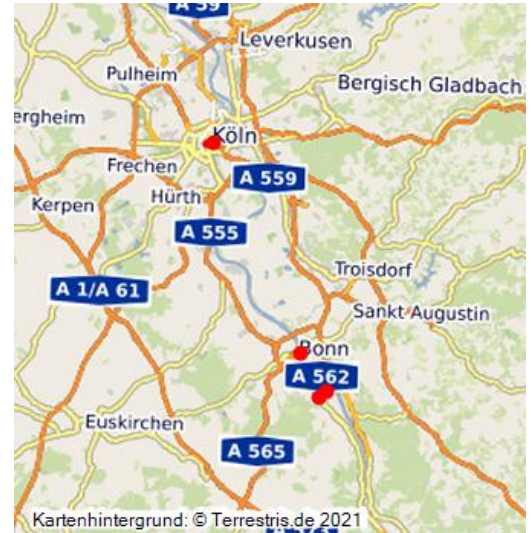 A 59
Leverkusen
Pulheim
Bergisch Gladbach
ergheim
Köln
Frechen
A 559
Hürth
Kerpen
A 555
Troisdorf
A 1/A 61
Sankt Augustin
Bonn
A 562
Euskirchen
A 565
Kartenhintergrund: © Terrestris.de 2021